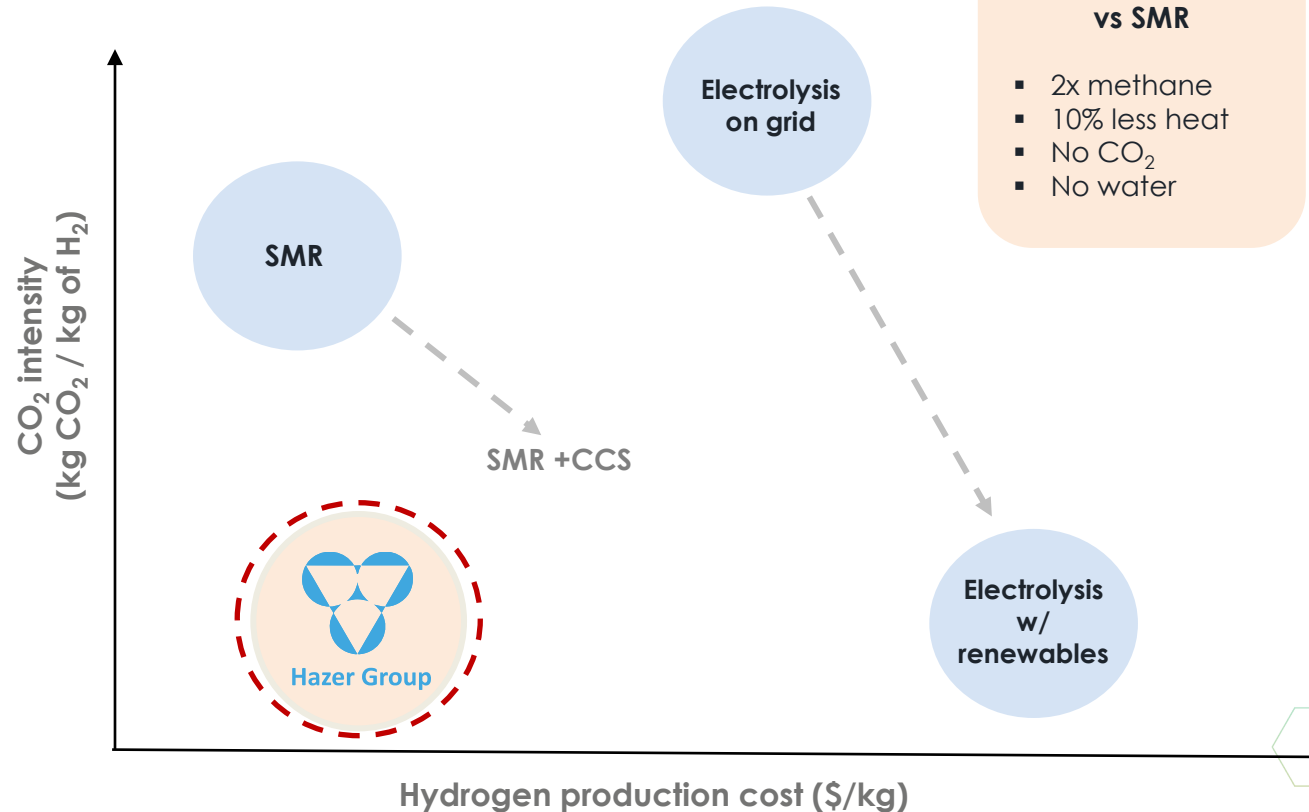 vs SMR
▪ 2x methane
▪ 10% less heat
▪ No CO₂
▪ No water
Electrolysis
on grid
SMR
CO₂ intensity
(kg CO₂ / kg of H₂)
SMR +CCS
Hazer Group
Electrolysis
w/
renewables
Hydrogen production cost ($/kg)